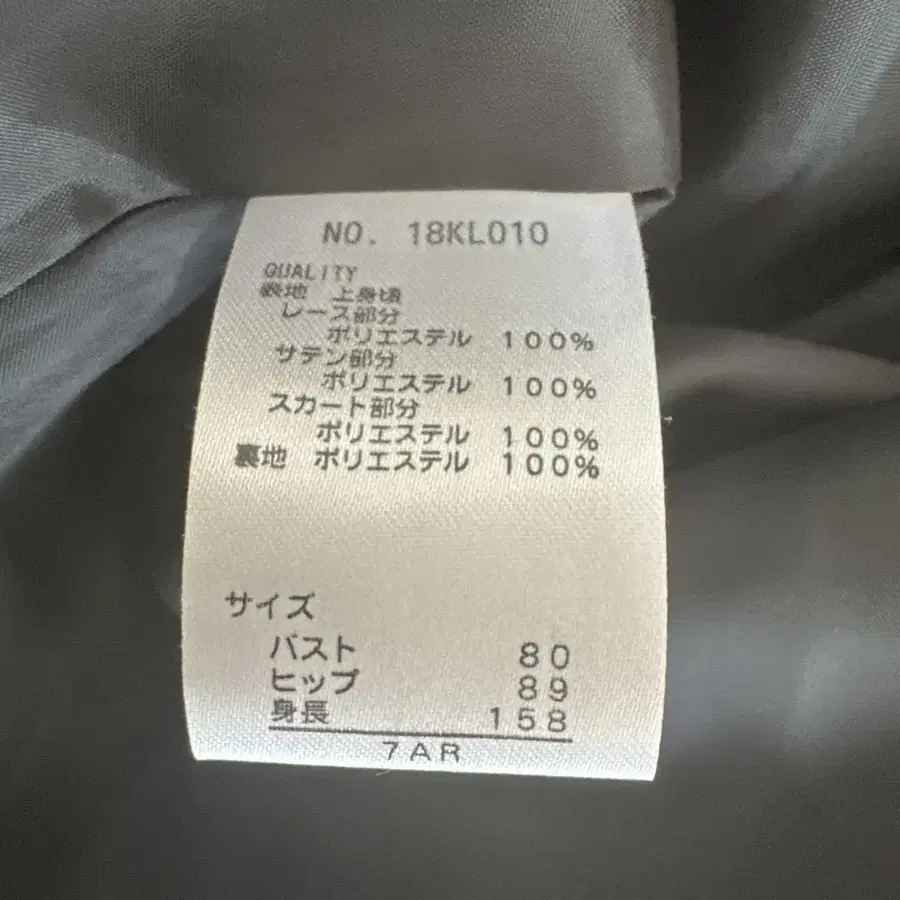 NO. 18KL010
QUALITY
表地 上身頃
レース部分
ポリエステル 100%
サテン部分
ポリエステル 100%
スカート部分
ポリエステル 100%
裏地 ポリエステル 100%
サイズ
バスト 80
ヒップ 89
身長 158
7AR